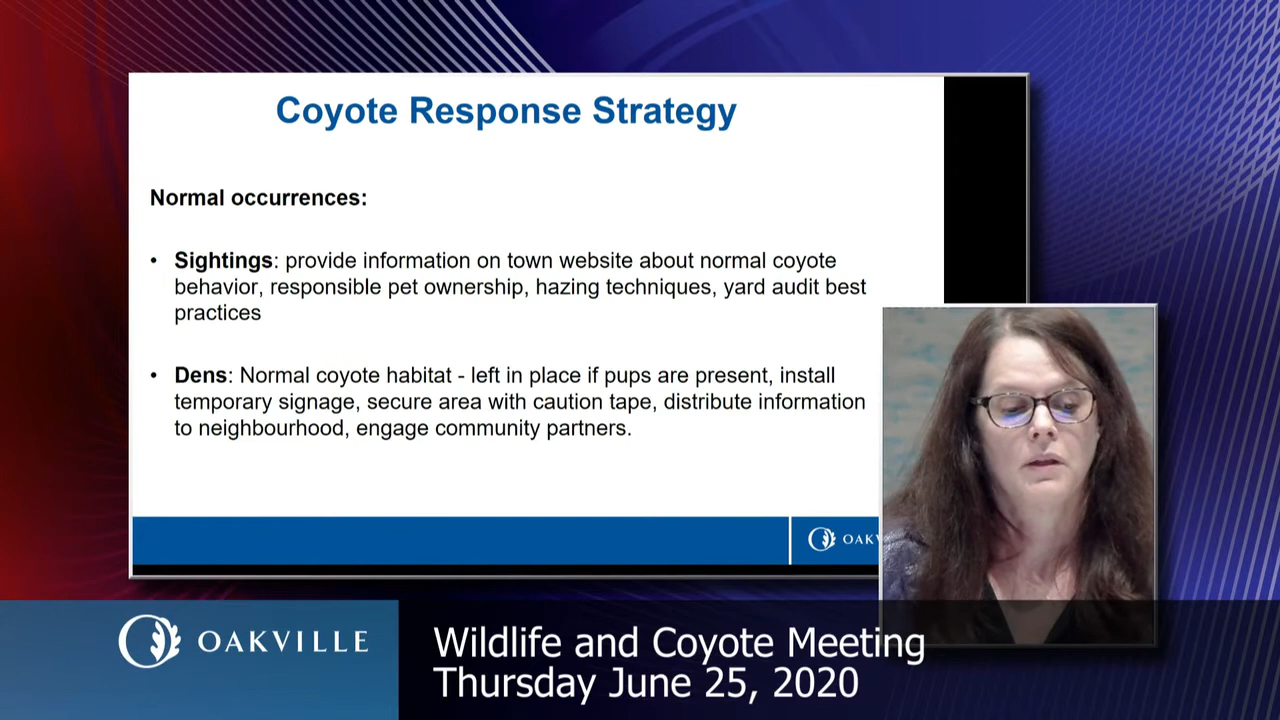 Coyote Response Strategy
Normal occurrences:
• Sightings: provide information on town website about normal coyote
behavior, responsible pet ownership, hazing techniques, yard audit best
practices
• Dens: Normal coyote habitat - left in place if pups are present, install
temporary signage, secure area with caution tape, distribute information
to neighbourhood, engage community partners.
OAKV
OAKVILLE
Wildlife and Coyote Meeting
Thursday June 25, 2020